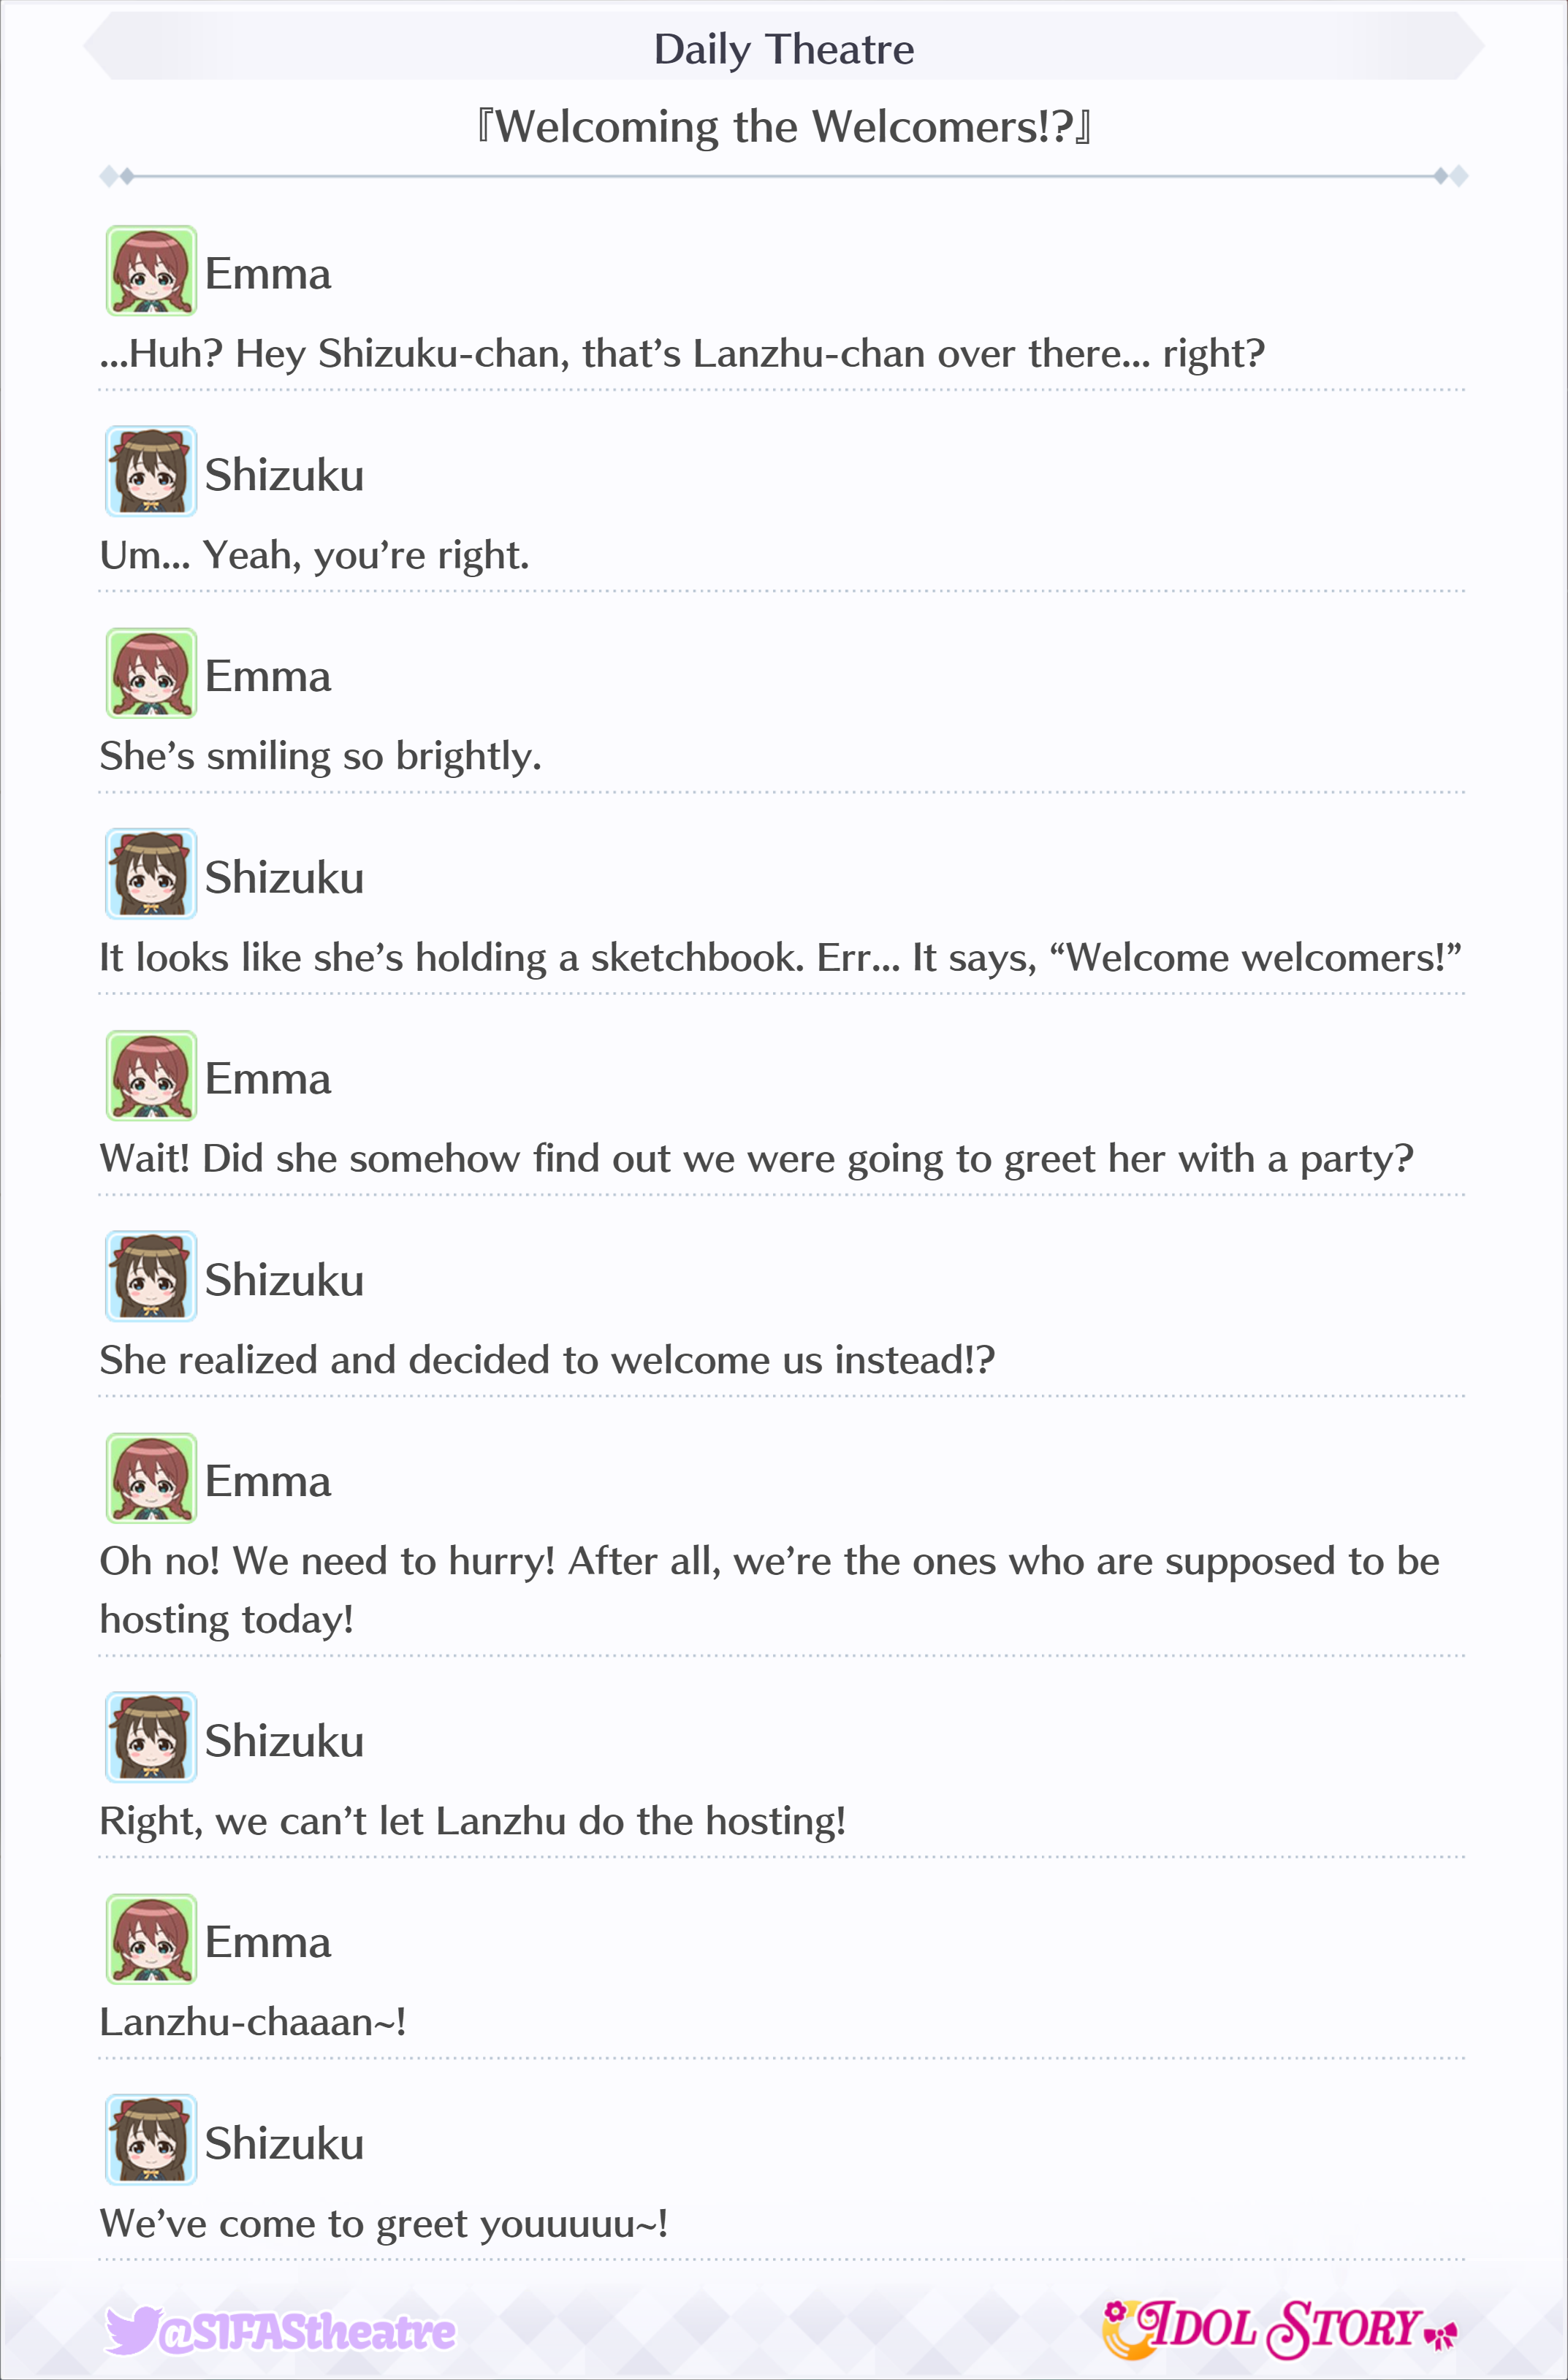 Daily Theatre
『Welcoming the Welcomers!?』
Emma
...Huh? Hey Shizuku-chan, that’s Lanzhu-chan over there... right?
Shizuku
Um... Yeah, you’re right.
Emma
She’s smiling so brightly.
Shizuku
It looks like she’s holding a sketchbook. Err... It says, “Welcome welcomers!”
Emma
Wait! Did she somehow find out we were going to greet her with a party?
Shizuku
She realized and decided to welcome us instead!?
Emma
Oh no! We need to hurry! After all, we’re the ones who are supposed to be
hosting today!
Shizuku
Right, we can’t let Lanzhu do the hosting!
Emma
Lanzhu-chaaan~!
Shizuku
We’ve come to greet youuuuu~!
@SIFAStheatre
IDOL STORY